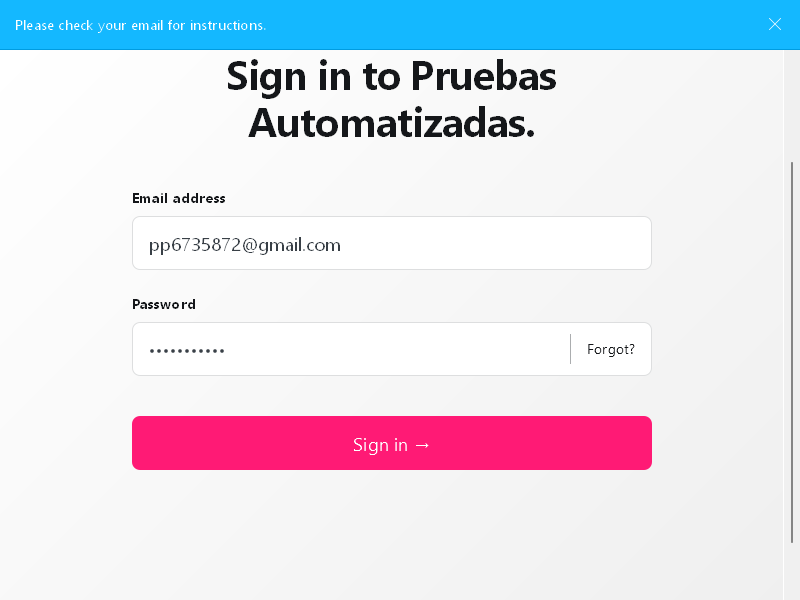 Please check your email for instructions.
Sign in to Pruebas
Automatizadas.
Email address
pp6735872@gmail.com
Password
•••••••••••
Forgot?
Sign in →